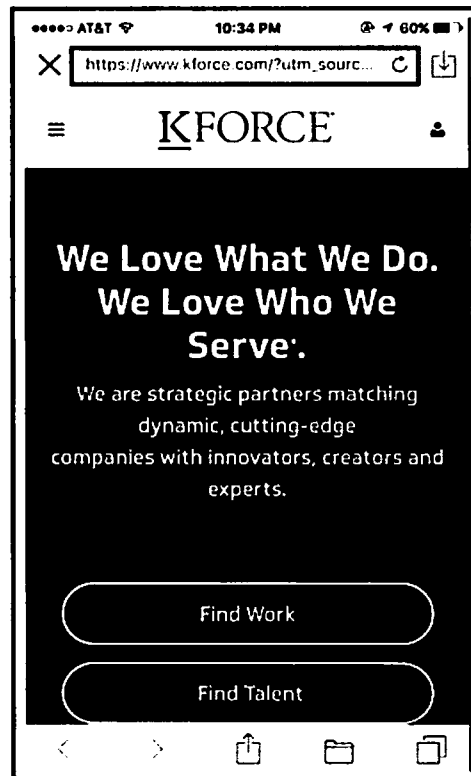 AT&T 10:34 PM 60%
https://www.kforce.com/?utm_sourc...
KFORCE
We Love What We Do.
We Love Who We
Serve.
We are strategic partners matching
dynamic, cutting-edge
companies with innovators, creators and
experts.
Find Work
Find Talent